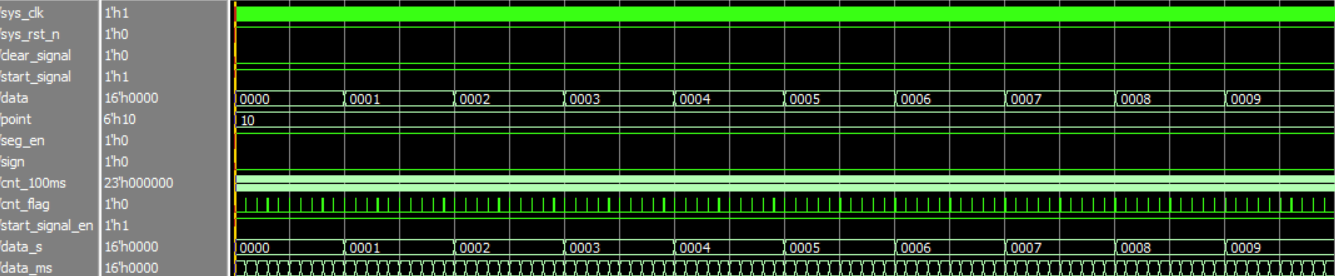 /sys_clk 1'h1
/sys_rst_n 1'h0
/clear_signal 1'h0
/start_signal 1'h1
/data 16'h0000 0000 0001 0002 0003 0004 0005 0006 0007 0008 0009
/point 6'h10 10
/seg_en 1'h0
/sign 1'h0
/cnt_100ms 23'h000000
/cnt_flag 1'h0
/start_signal_en 1'h1
/data_s 16'h0000 0000 0001 0002 0003 0004 0005 0006 0007 0008 0009
/data_ms 16'h0000